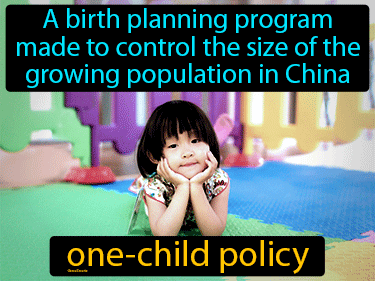 A birth planning program
made to control the size of the
growing population in China
one-child policy